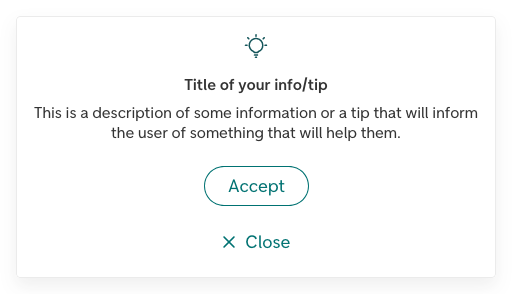 Title of your info/tip
This is a description of some information or a tip that will inform
the user of something that will help them.
Accept
Close